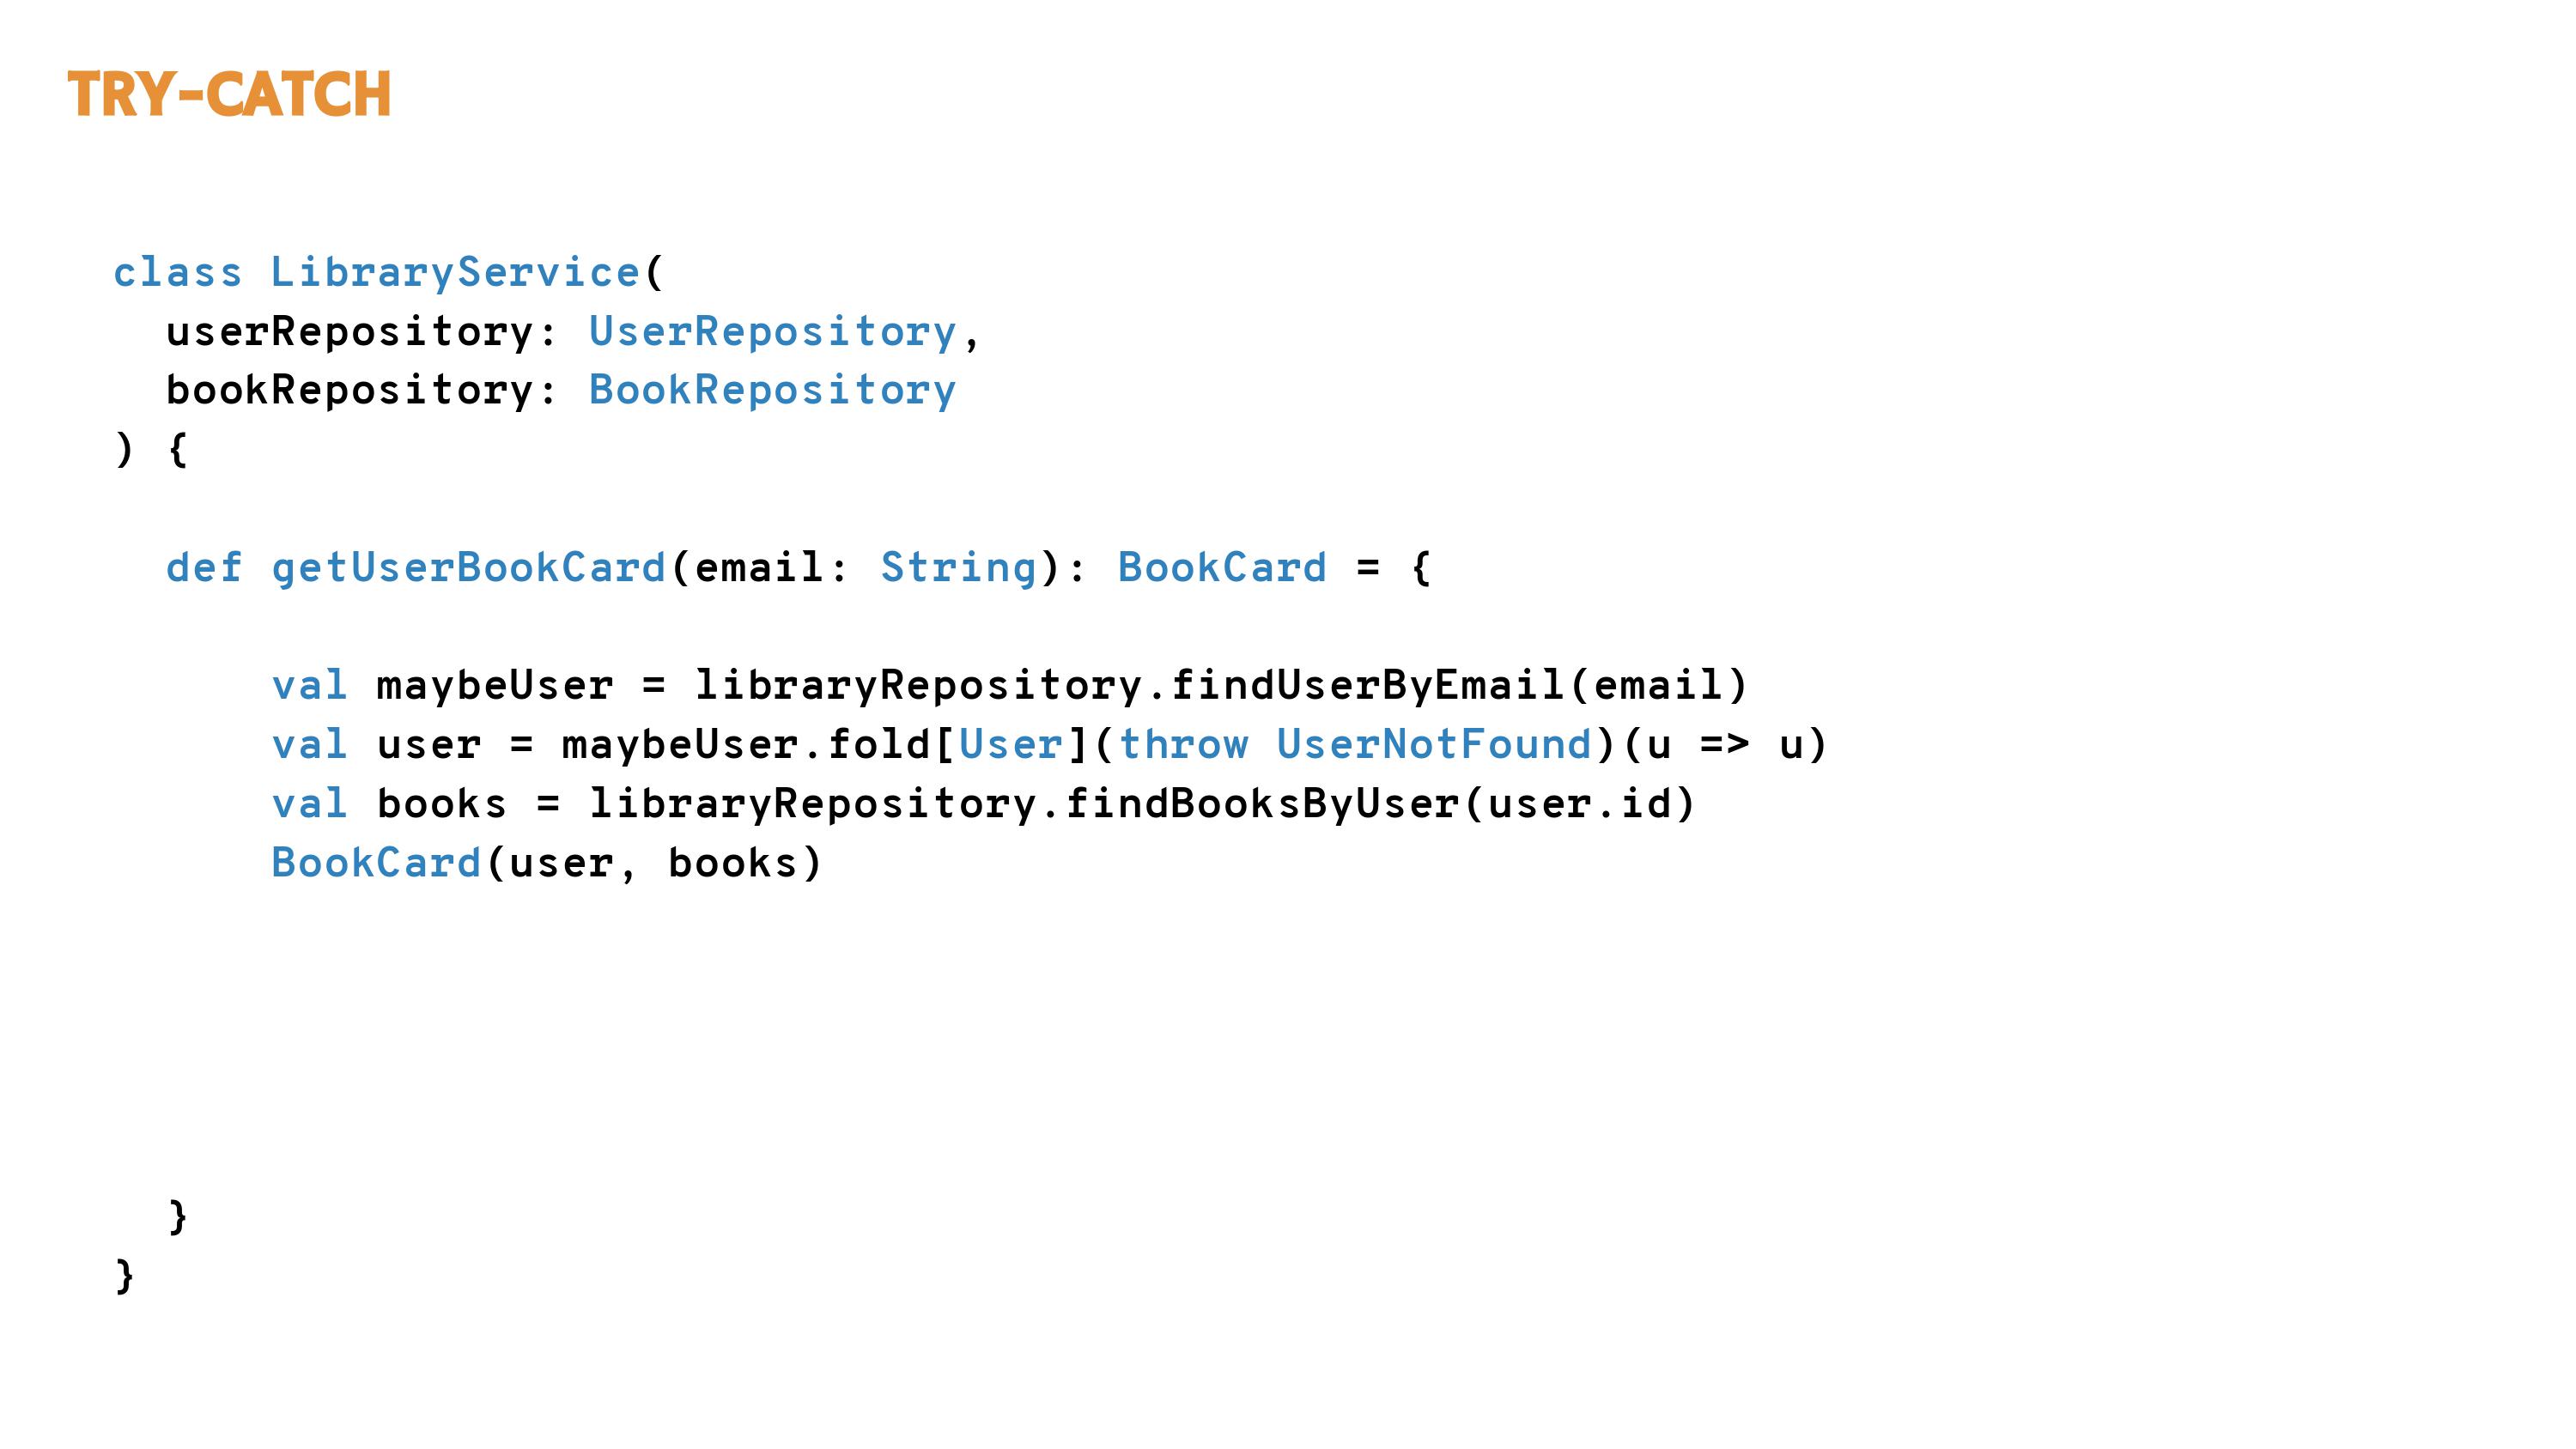 TRY-CATCH
class LibraryService(
  userRepository: UserRepository,
  bookRepository: BookRepository
) {
  def getUserBookCard(email: String): BookCard = {
      val maybeUser = libraryRepository.findUserByEmail(email)
      val user = maybeUser.fold[User](throw UserNotFound)(u => u)
      val books = libraryRepository.findBooksByUser(user.id)
      BookCard(user, books)
  }
}